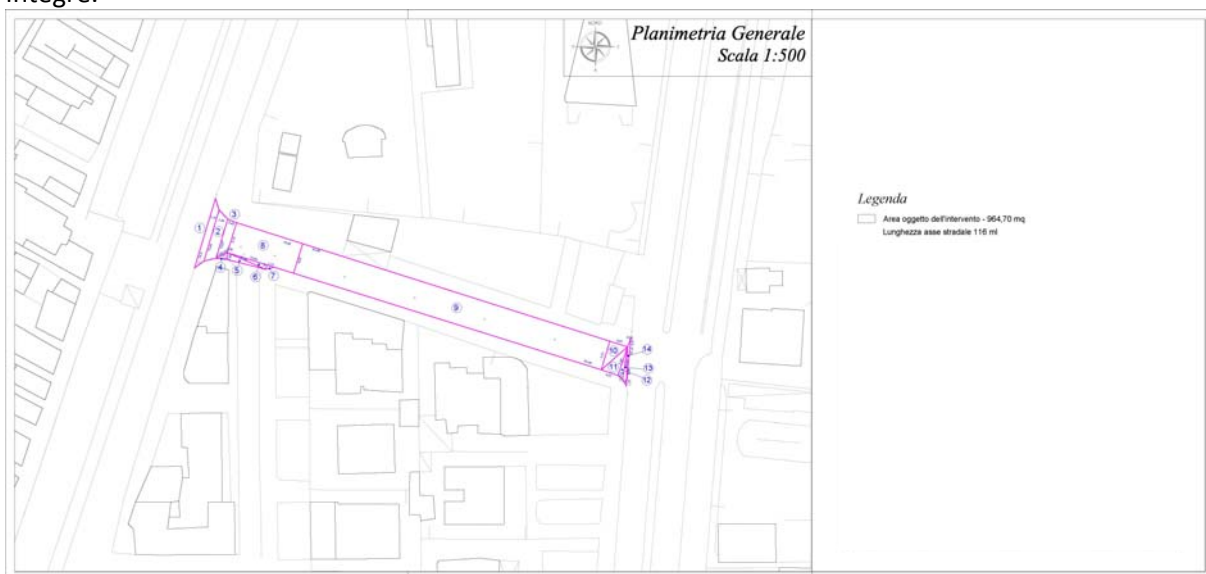 integre.
Planimetria Generale
Scala 1:500
NORD
Legenda
Area oggetto dell'intervento - 964,70 mq
Lunghezza asse stradale 116 ml
1
2
3
4
5
6
7
8
9
10
11
12
13
14